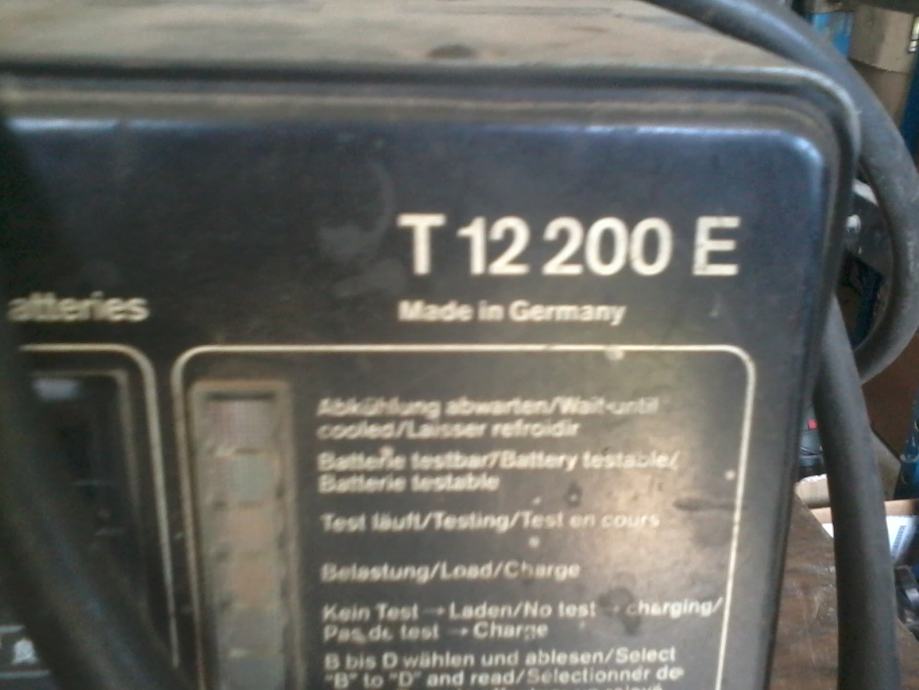 T 12 200 E
atteries
Made in Germany
Abkühlung abwarten/Wait until
cooled/Laisser refroidir
Batterie testbar/Battery testable/
Batterie testable
Test läuft/Testing/Test en cours
Belastung/Load/Charge
Kein Test → Laden/No test → charging/
Pas de test → Charge
B bis D wählen und ablesen/Select
"B" to "D" and read/Sélectionner de